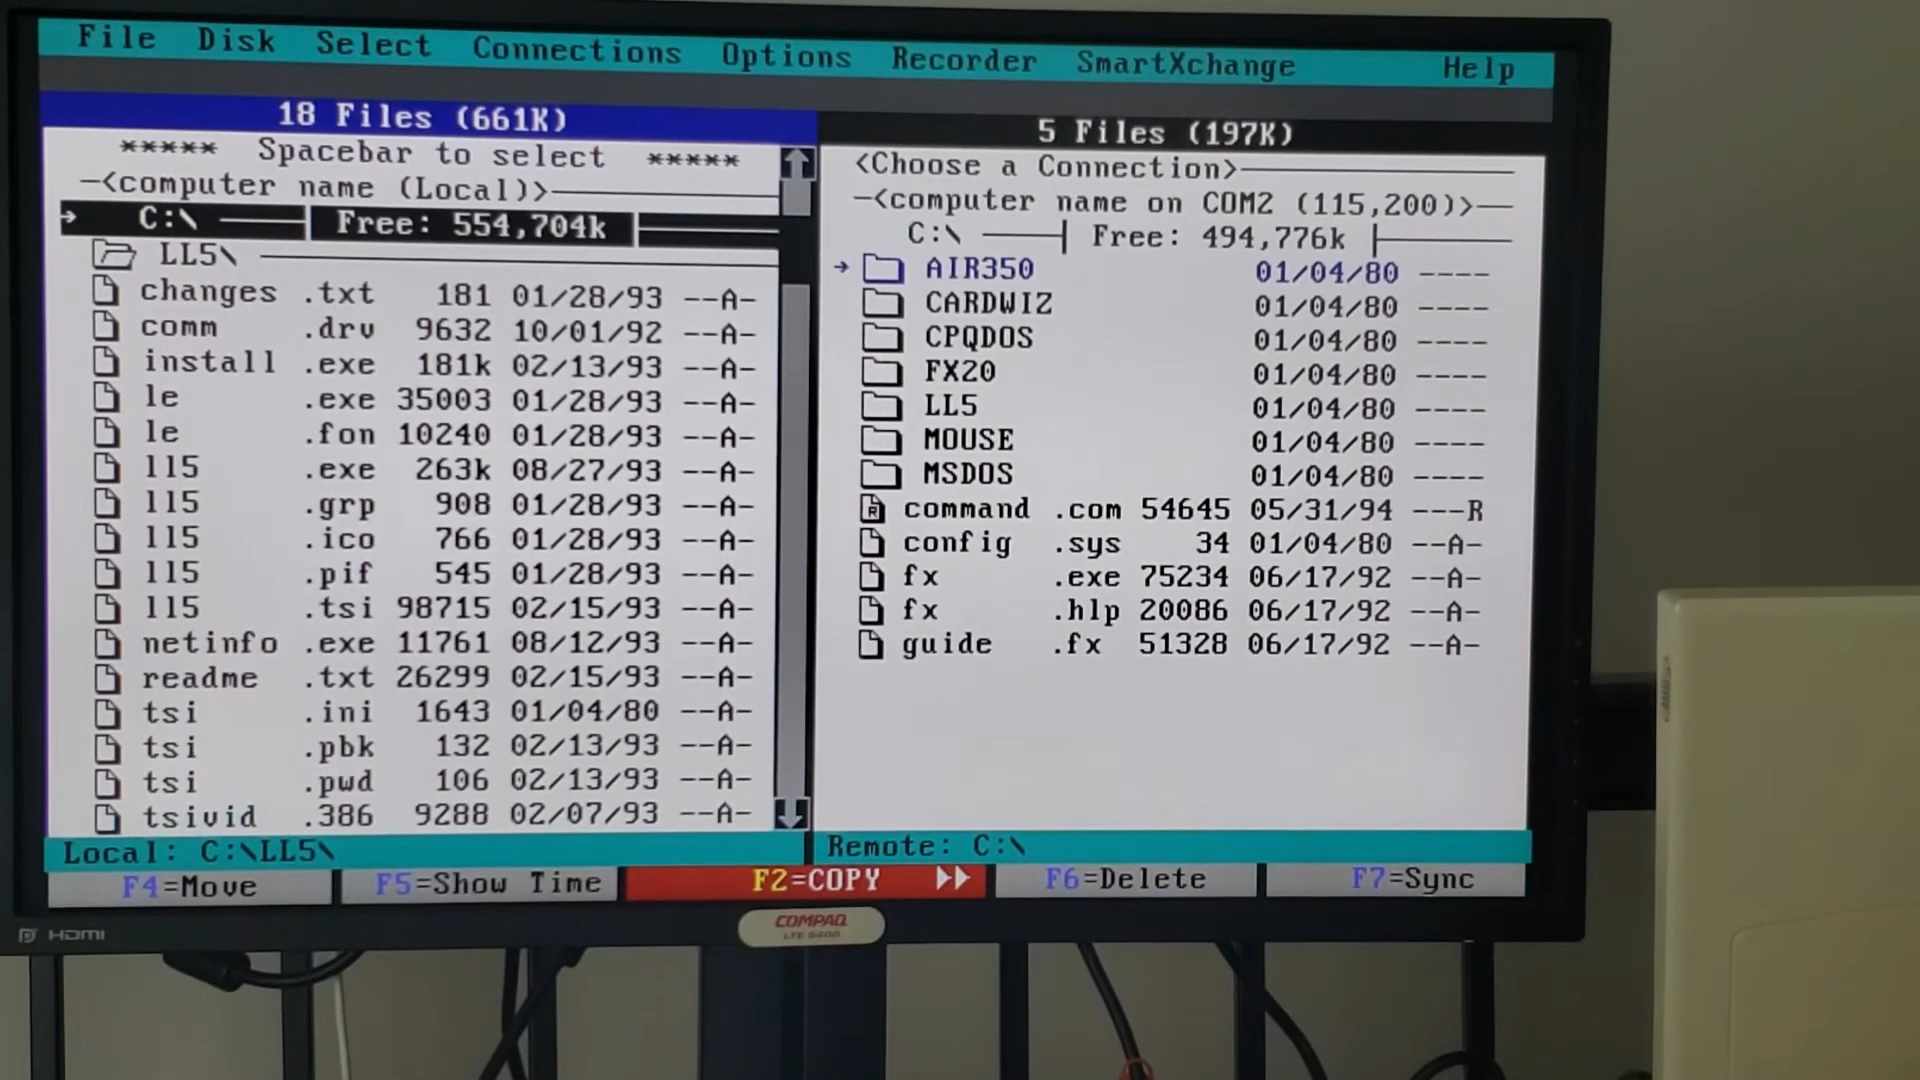 File Disk Select Connections Options Recorder SmartXchange Help
18 Files (661K)
***** Spacebar to select *****
<computer name (Local)>
C:\ Free: 554,704k
LL5\
changes .txt 181 01/28/93 --A-
comm .drv 9632 10/01/92 --A-
install .exe 181k 02/13/93 --A-
le .exe 35003 01/28/93 --A-
le .fon 10240 01/28/93 --A-
ll5 .exe 263k 08/27/93 --A-
ll5 .grp 908 01/28/93 --A-
ll5 .ico 766 01/28/93 --A-
ll5 .pif 545 01/28/93 --A-
ll5 .tsi 98715 02/15/93 --A-
netinfo .exe 11761 08/12/93 --A-
readme .txt 26299 02/15/93 --A-
tsi .ini 1643 01/04/80 --A-
tsi .pbk 132 02/13/93 --A-
tsi .pwd 106 02/13/93 --A-
tsivid .386 9288 02/07/93 --A-
Local: C:\LL5\
5 Files (197K)
<Choose a Connection>
<computer name on COM2 (115,200)>
C:\ Free: 494,776k
AIR350 01/04/80 ----
CARDWIZ 01/04/80 ----
CPQDOS 01/04/80 ----
FX20 01/04/80 ----
LL5 01/04/80 ----
MOUSE 01/04/80 ----
MSDOS 01/04/80 ----
R command .com 54645 05/31/94 ---R
config .sys 34 01/04/80 --A-
fx .exe 75234 06/17/92 --A-
fx .hlp 20086 06/17/92 --A-
guide .fx 51328 06/17/92 --A-
Remote: C:\
F4=Move F5=Show Time F2=COPY F6=Delete F7=Sync
HDMI
COMPAQ
LTE 5400